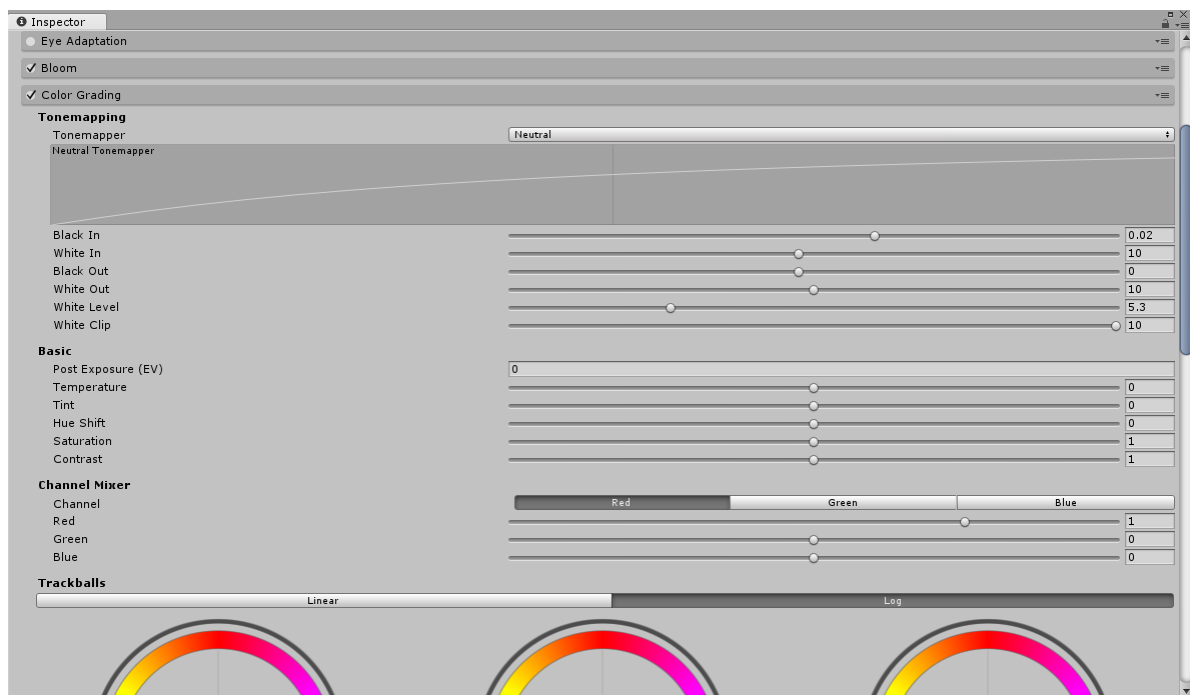 Inspector
Eye Adaptation
Bloom
Color Grading
Tonemapping
Tonemapper Neutral
Neutral Tonemapper
Black In 0.02
White In 10
Black Out 0
White Out 10
White Level 5.3
White Clip 10
Basic
Post Exposure (EV) 0
Temperature 0
Tint 0
Hue Shift 0
Saturation 1
Contrast 1
Channel Mixer
Channel Red Green Blue
Red 1
Green 0
Blue 0
Trackballs
Linear Log